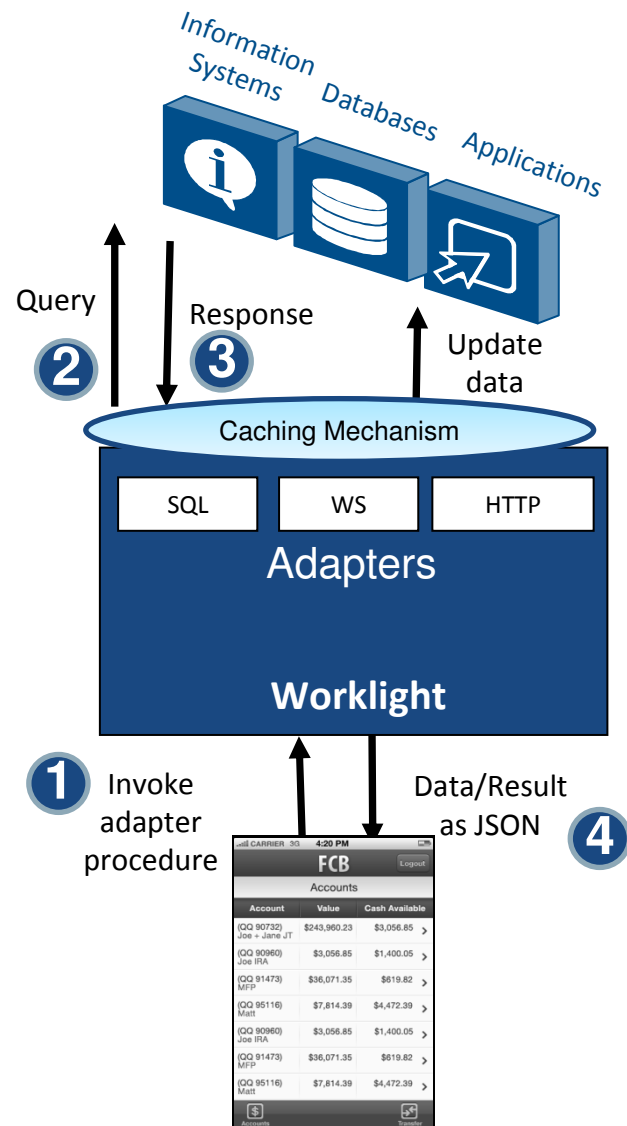 Information
Systems
Databases
Applications
Query
2
Response
3
Update
data
Caching Mechanism
SQL
WS
HTTP
Adapters
Worklight
1
Invoke
adapter
procedure
Data/Result
as JSON
4
CARRIER 3G 4:20 PM
FCB
Logout
Accounts
Account Value Cash Available
(QQ 90732)
Joe + Jane JT
$243,960.23 $3,056.85
(QQ 90960)
Joe IRA
$3,056.85 $1,400.05
(QQ 91473)
MFP
$36,071.35 $619.82
(QQ 95116)
Matt
$7,814.39 $4,472.39
(QQ 90960)
Joe IRA
$3,056.85 $1,400.05
(QQ 91473)
MFP
$36,071.35 $619.82
(QQ 95116)
Matt
$7,814.39 $4,472.39
$
Accounts Transfer